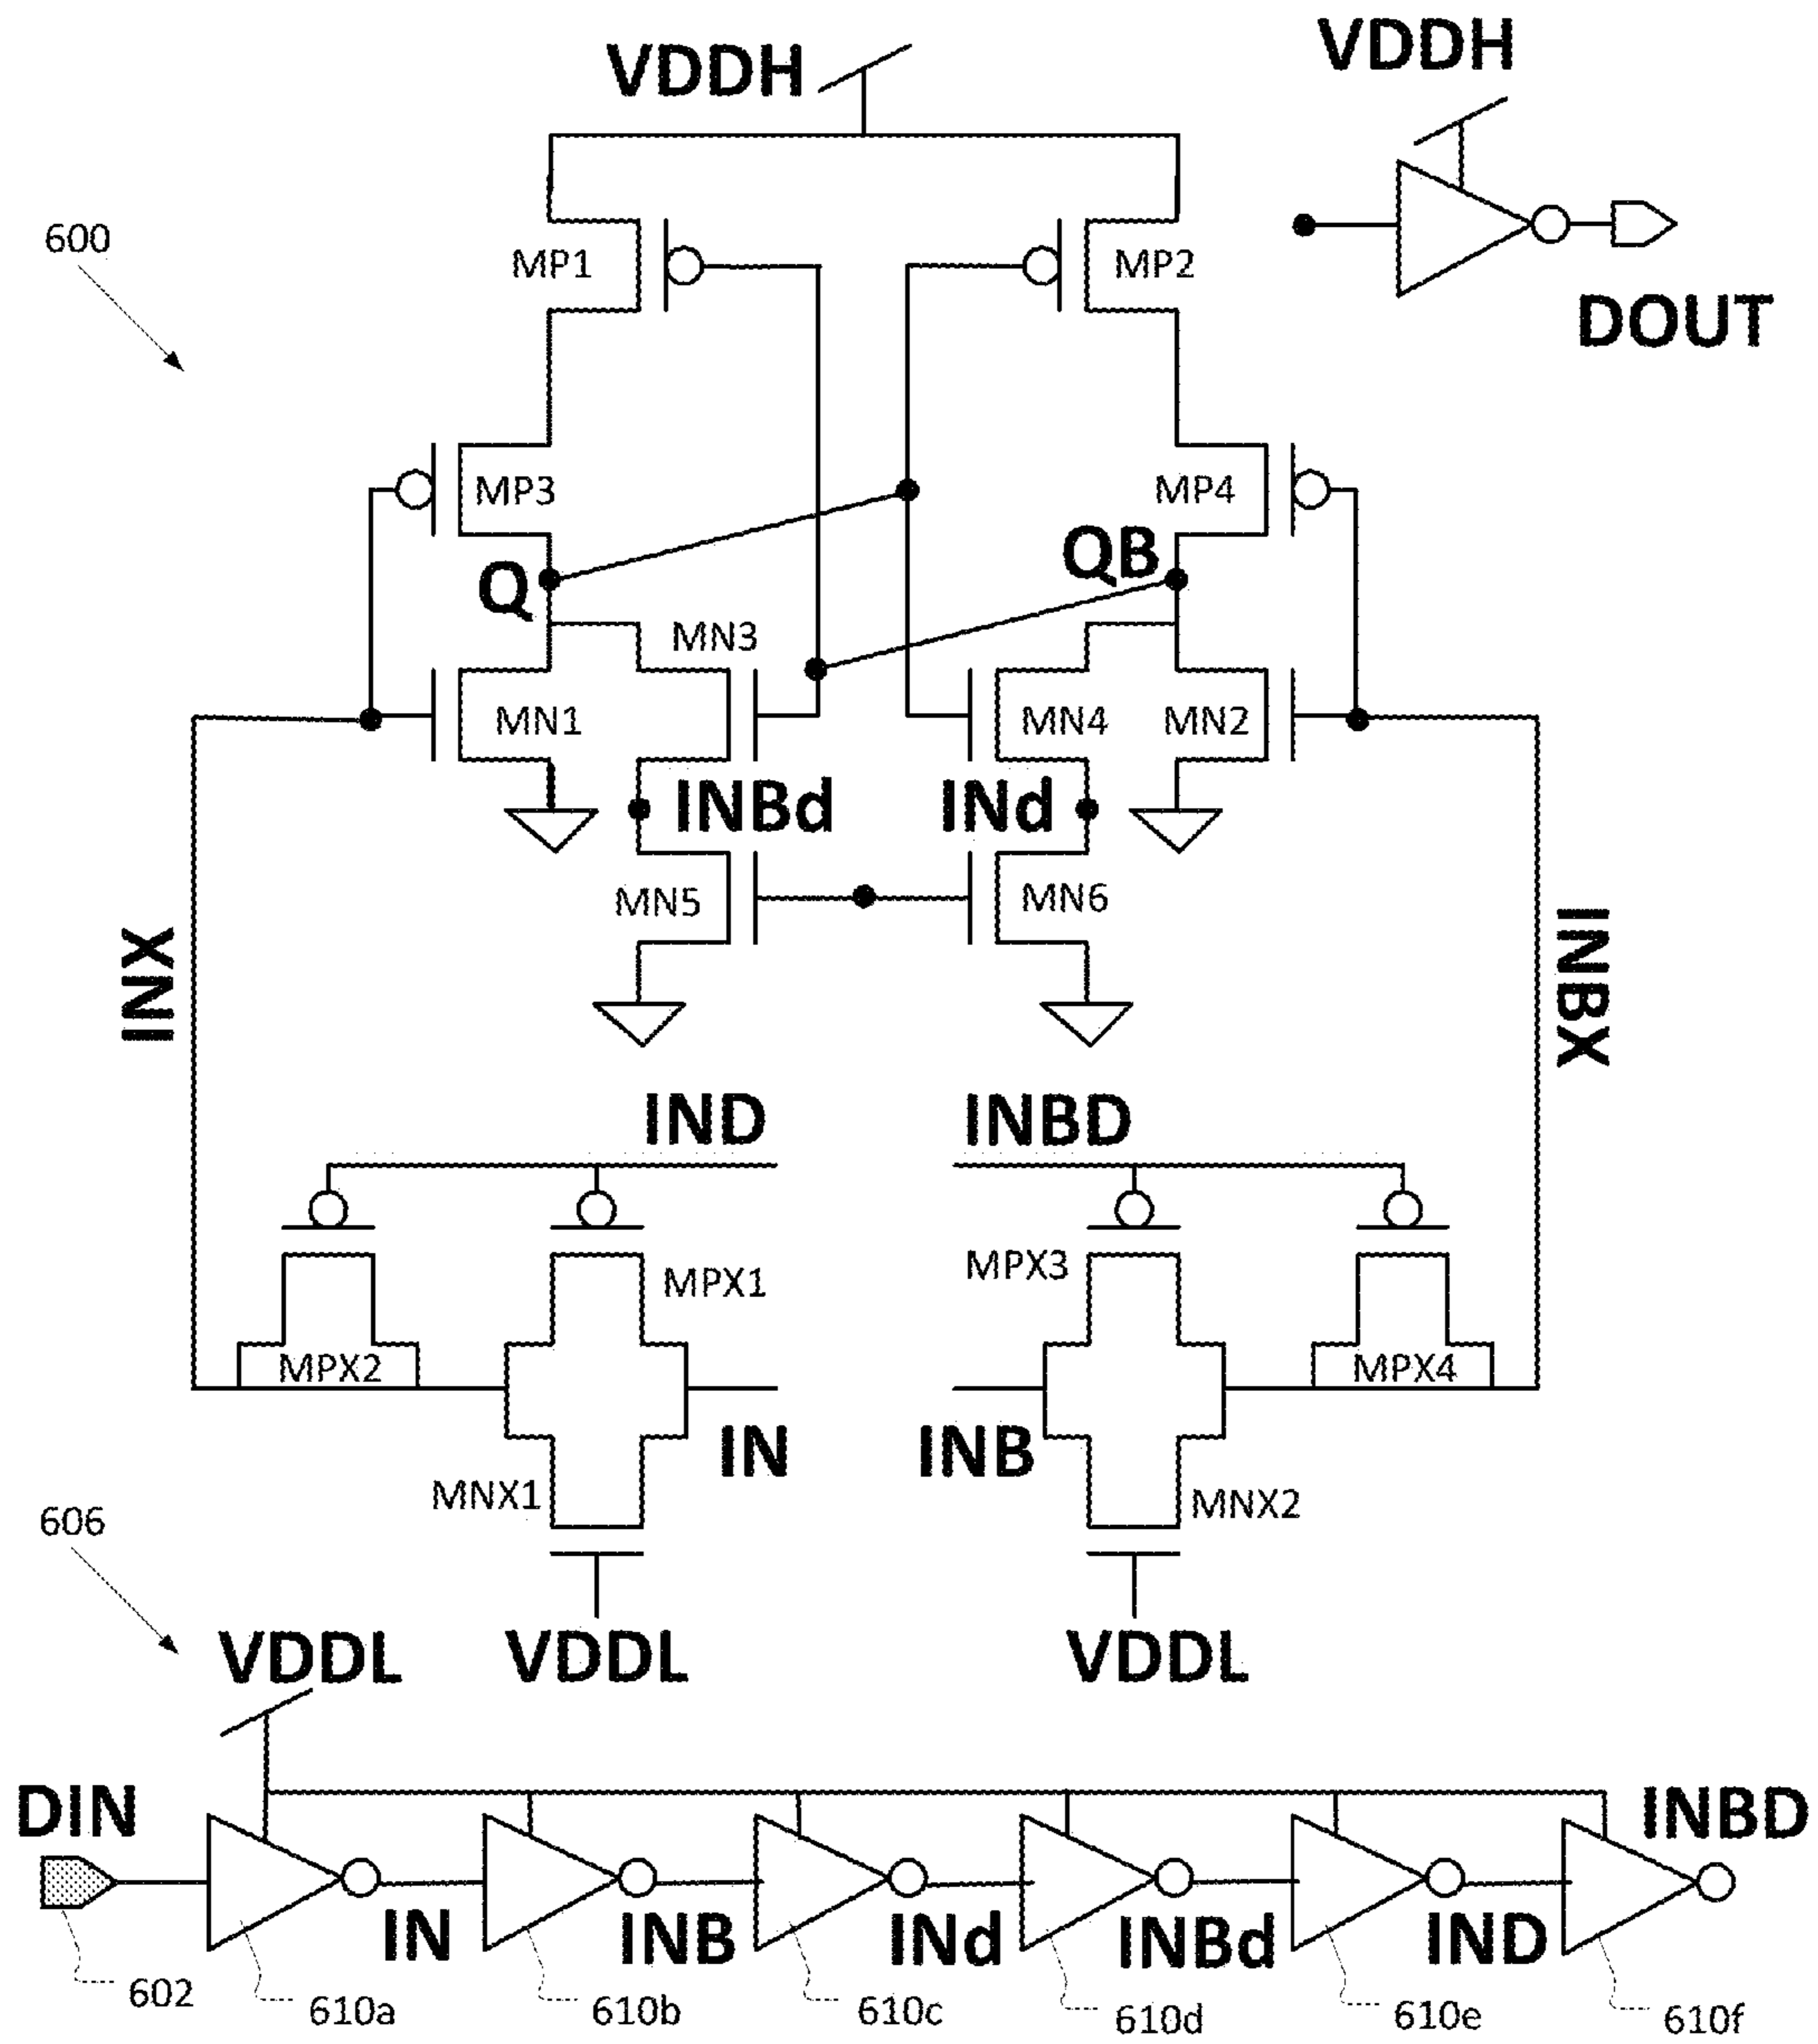 VDDH
VDDH
600
MP1
MP2
DOUT
MP3
MP4
Q
QB
MN3
MN1
MN4
MN2
INBd
INd
MN5
MN6
INX
INBX
IND
INBD
MPX1
MPX3
MPX2
MPX4
IN
INB
MNX1
MNX2
606
VDDL
VDDL
VDDL
DIN
INBD
IN
INB
INd
INBd
IND
602
610a
610b
610c
610d
610e
610f